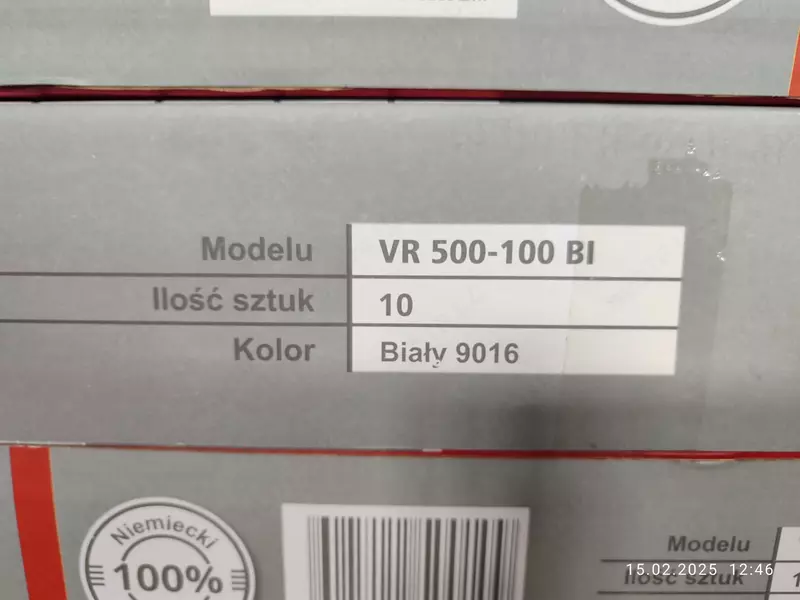 Modelu VR 500-100 BI
Ilość sztuk 10
Kolor Biały 9016
Niemiecki
100%
Modelu
Ilość sztuk
15.02.2025 12:46